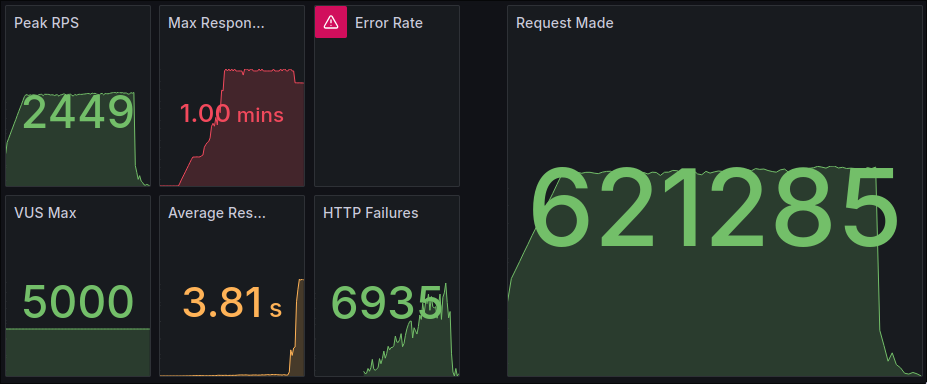 Peak RPS
2449
Max Respon...
1.00 mins
Error Rate
Request Made
621285
VUS Max
5000
Average Res...
3.81 s
HTTP Failures
6935